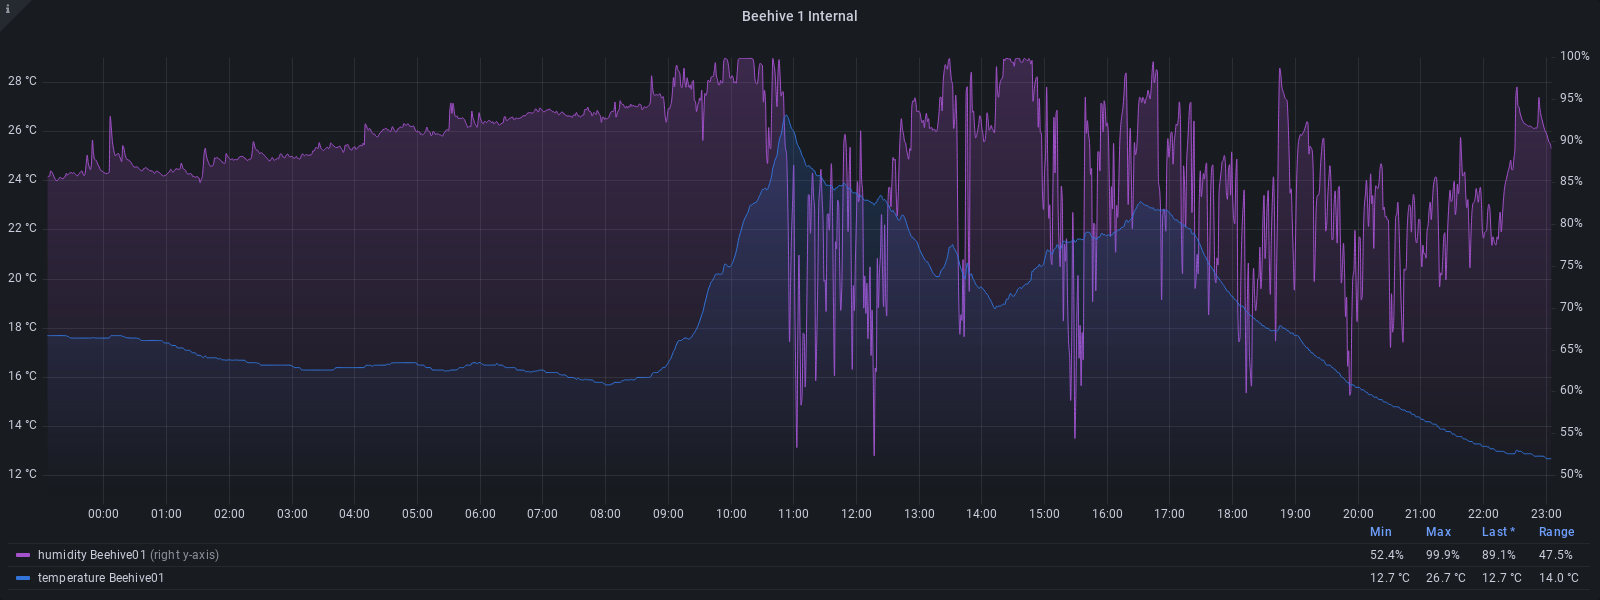 i
Beehive 1 Internal
28 °C
26 °C
24 °C
22 °C
20 °C
18 °C
16 °C
14 °C
12 °C
100%
95%
90%
85%
80%
75%
70%
65%
60%
55%
50%
00:00 01:00 02:00 03:00 04:00 05:00 06:00 07:00 08:00 09:00 10:00 11:00 12:00 13:00 14:00 15:00 16:00 17:00 18:00 19:00 20:00 21:00 22:00 23:00
Min Max Last * Range
humidity Beehive01 (right y-axis) 52.4% 99.9% 89.1% 47.5%
temperature Beehive01 12.7 °C 26.7 °C 12.7 °C 14.0 °C